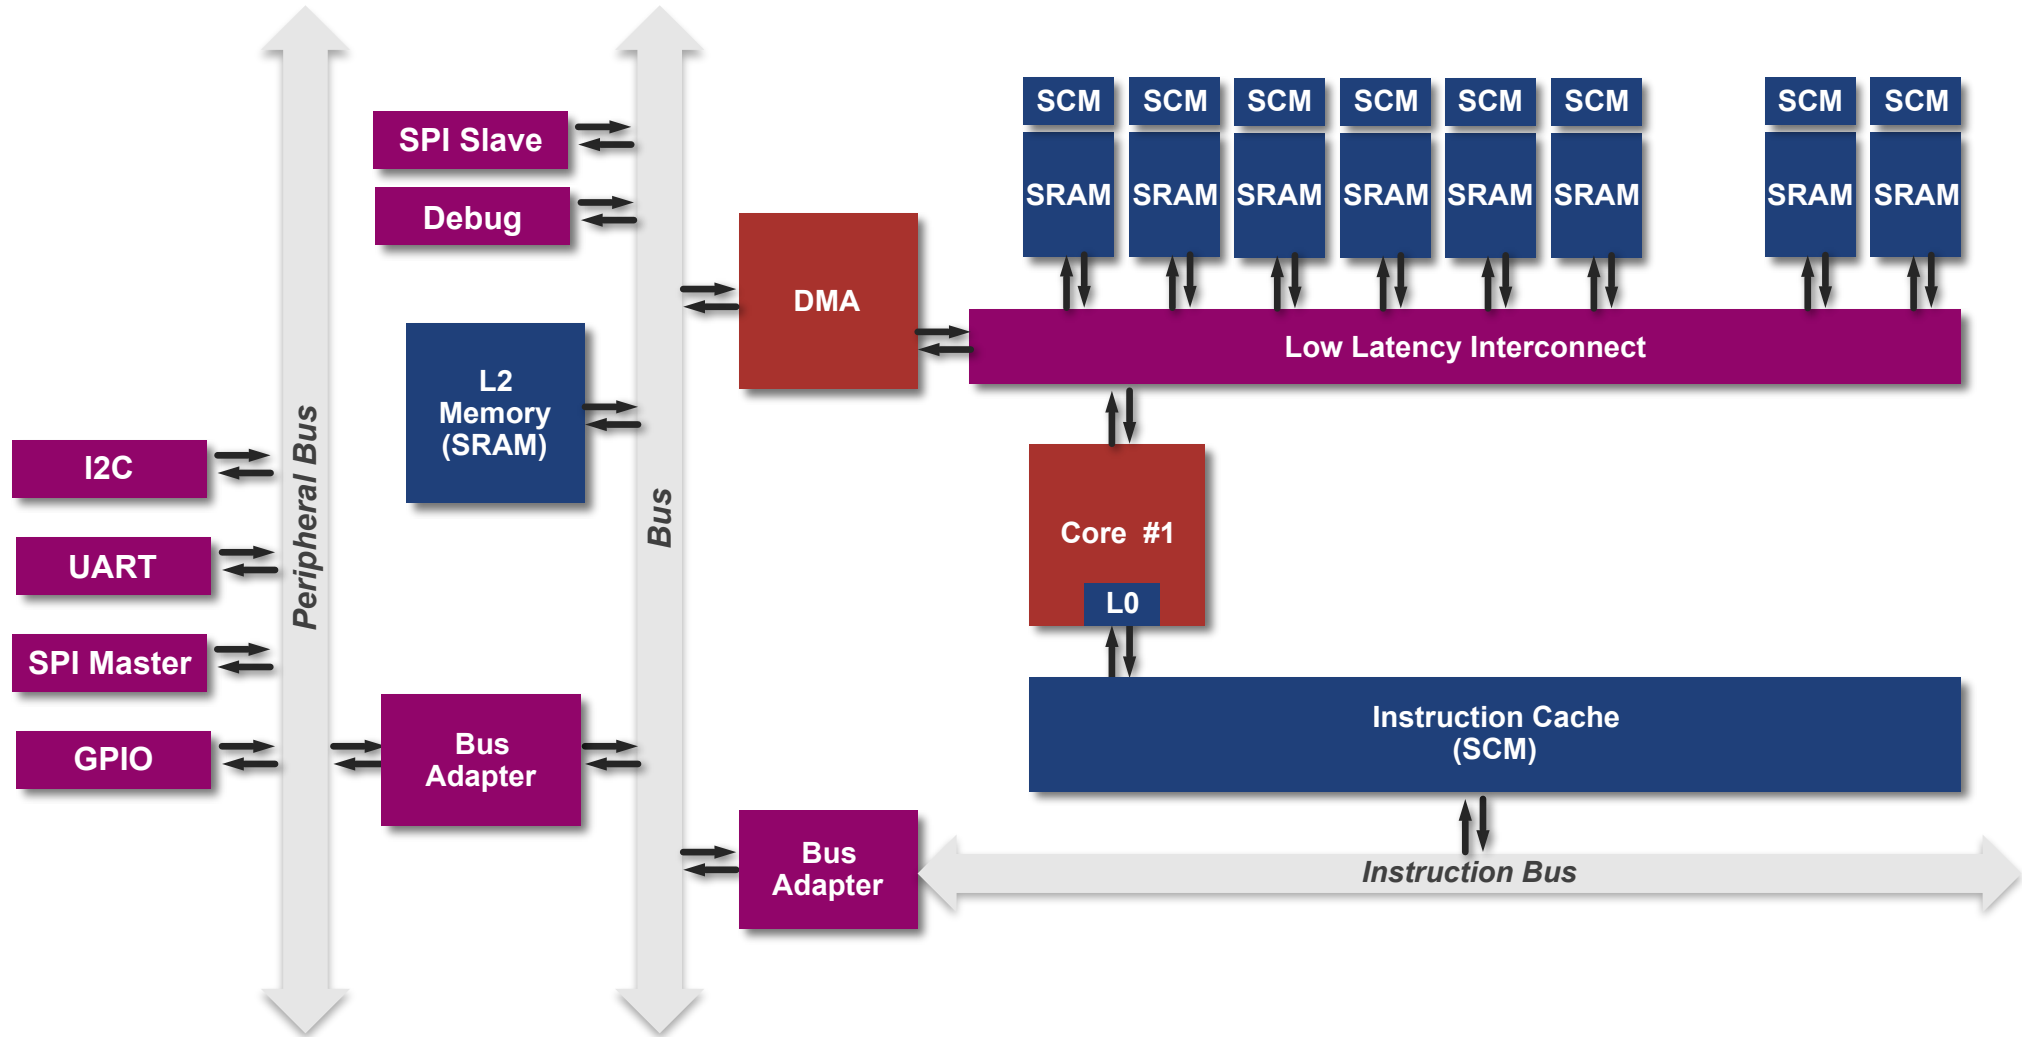 SCM SCM SCM SCM SCM SCM SCM SCM
SPI Slave
SRAM SRAM SRAM SRAM SRAM SRAM SRAM SRAM
Debug
DMA
Low Latency Interconnect
L2
Memory
(SRAM)
Peripheral Bus
Bus
I2C
Core #1
UART
L0
SPI Master
Instruction Cache
(SCM)
GPIO
Bus
Adapter
Bus
Adapter
Instruction Bus